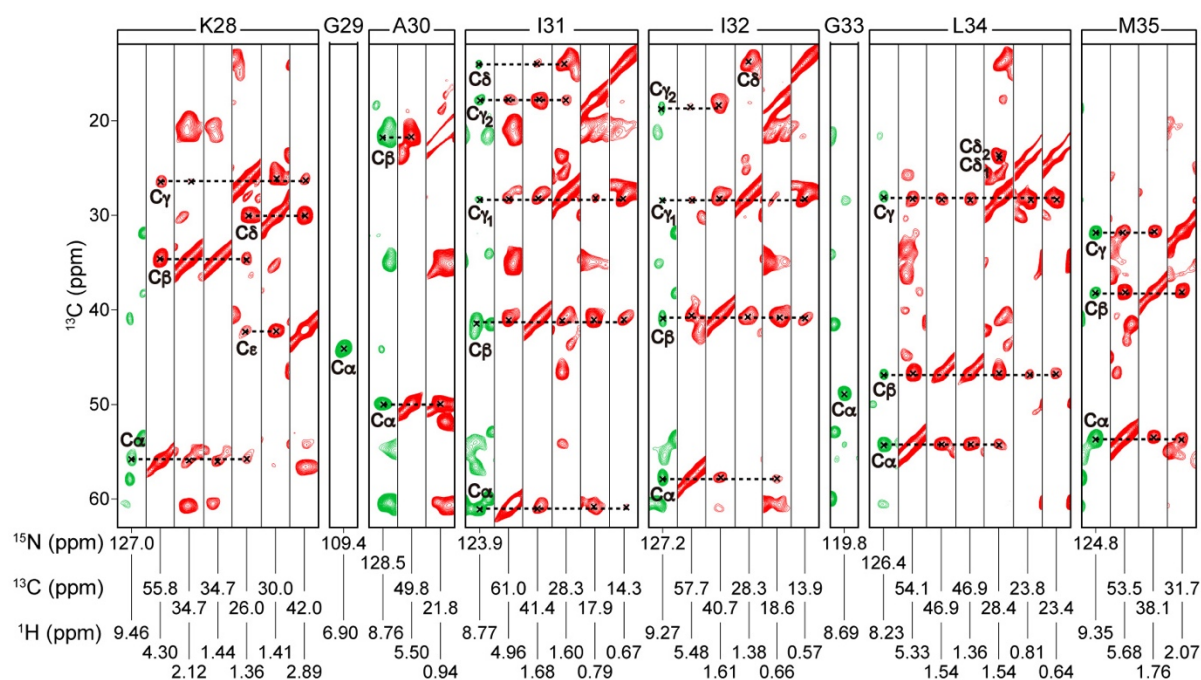 K28 G29 A30 I31 I32 G33 L34 M35
Cδ Cδ
20
Cγ2 Cγ2
Cβ Cδ2
Cδ1
Cγ Cγ1 Cγ1 Cγ
30 Cδ Cγ
Cβ Cβ
¹³C (ppm)
40
Cε Cβ Cβ
Cα Cβ
50 Cα Cα
Cα Cα Cα
Cα Cα
60
¹⁵N (ppm) 127.0 109.4 128.5 123.9 127.2 119.8 126.4 124.8
¹³C (ppm) 55.8 34.7 30.0 49.8 61.0 28.3 14.3 57.7 28.3 13.9 54.1 46.9 23.8 53.5 31.7
34.7 26.0 42.0 21.8 41.4 17.9 40.7 18.6 46.9 28.4 23.4 38.1
¹H (ppm) 9.46 6.90 8.76 8.77 9.27 8.69 8.23 9.35
4.30 1.44 1.41 5.50 4.96 1.60 0.67 5.48 1.38 0.57 5.33 1.36 0.81 5.68 2.07
2.12 1.36 2.89 0.94 1.68 0.79 1.61 0.66 1.54 1.54 0.64 1.76